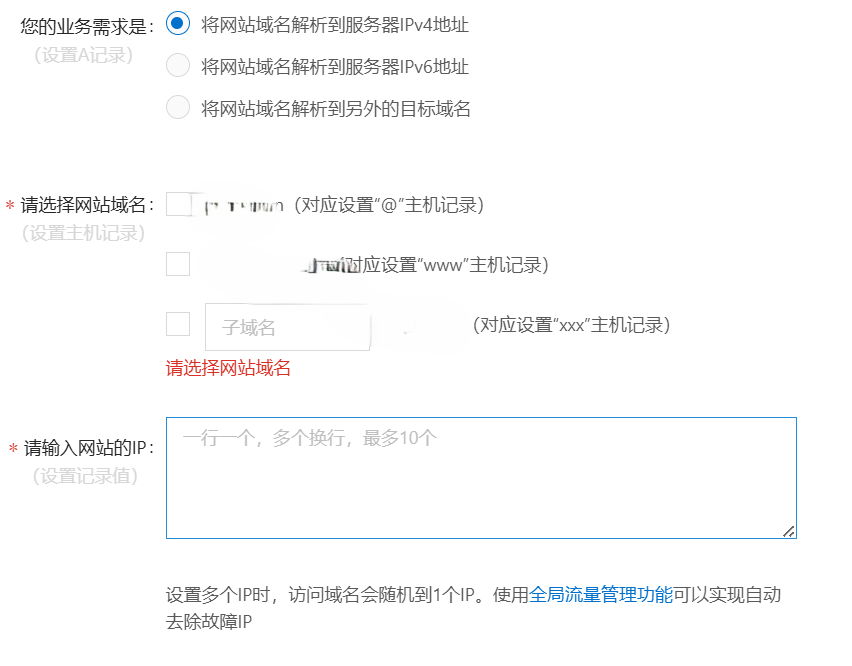 您的业务需求是：
(设置A记录)
将网站域名解析到服务器IPv4地址
将网站域名解析到服务器IPv6地址
将网站域名解析到另外的目标域名
* 请选择网站域名：
(设置主机记录)
(对应设置“@”主机记录)
(对应设置“www”主机记录)
子域名 (对应设置“xxx”主机记录)
请选择网站域名
* 请输入网站的IP：
(设置记录值)
一行一个，多个换行，最多10个
设置多个IP时，访问域名会随机到1个IP。使用全局流量管理功能可以实现自动
去除故障IP